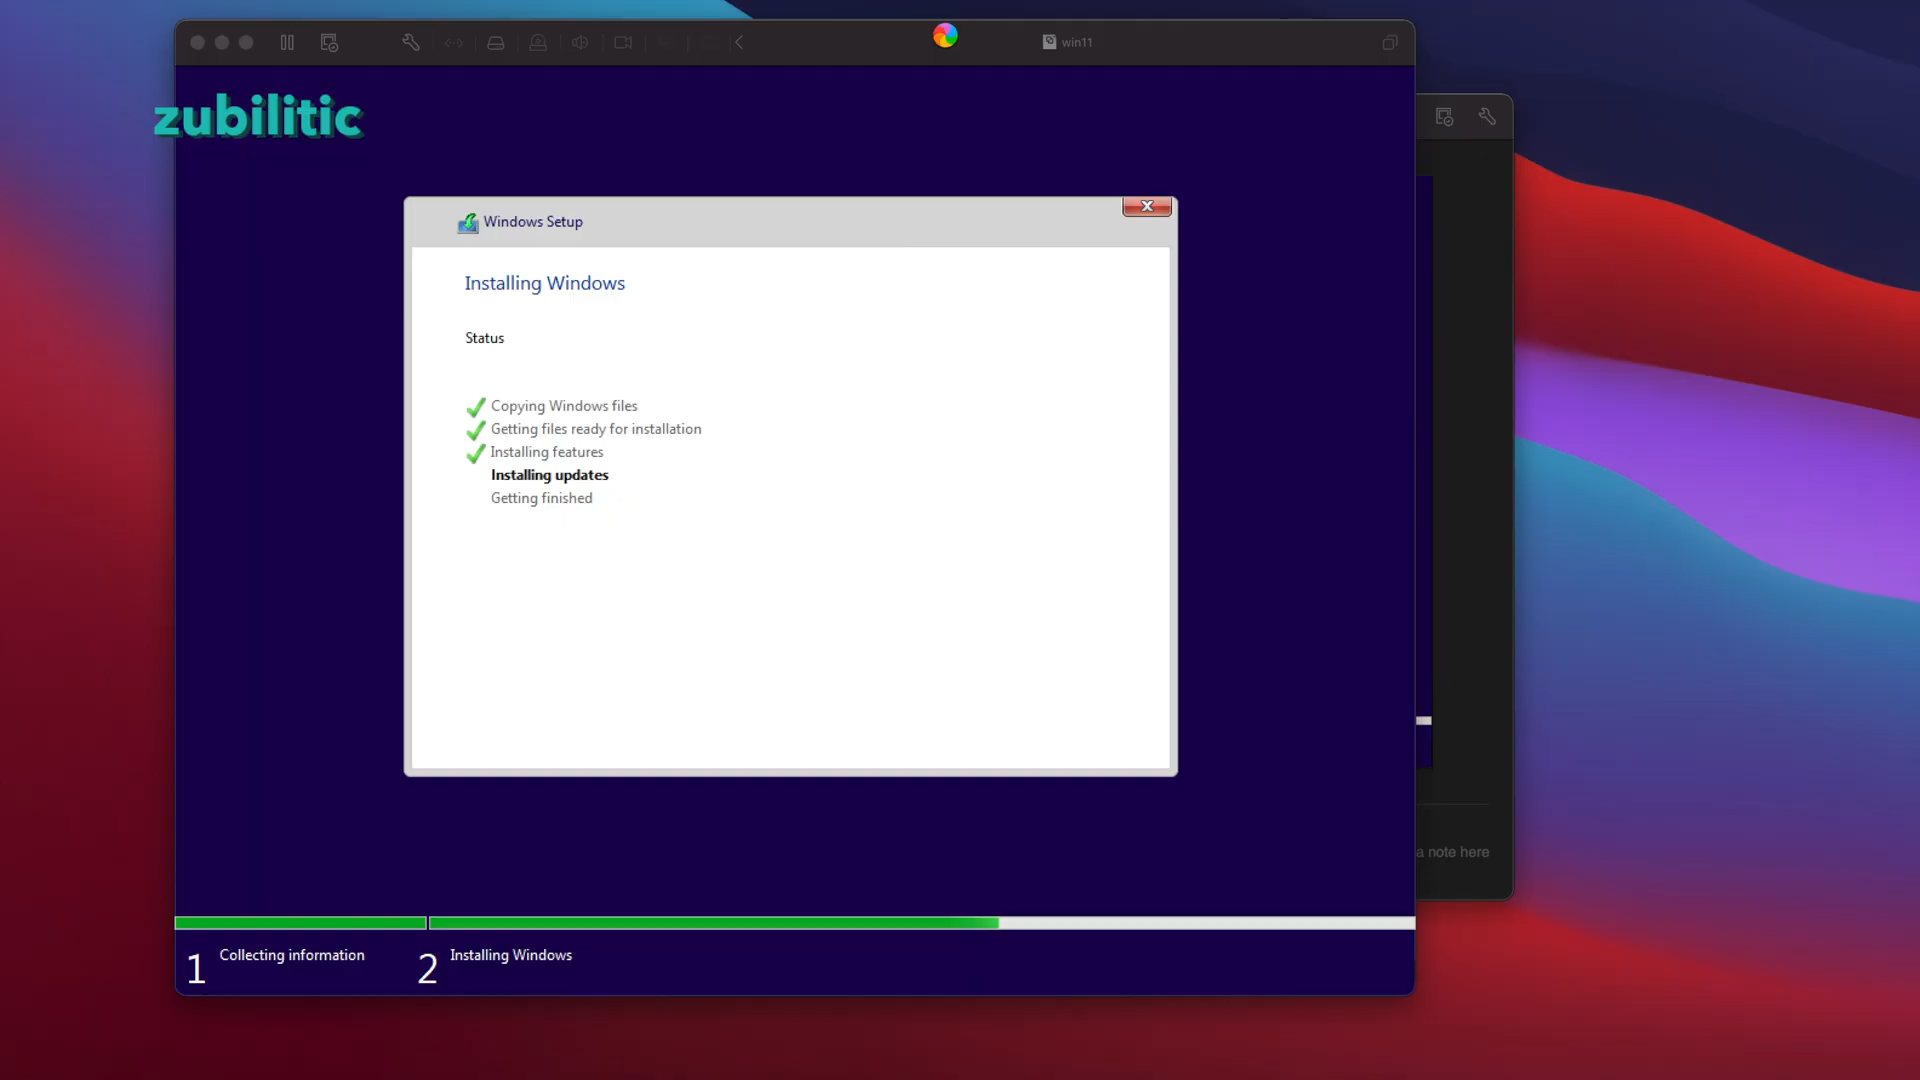 win11
zubilitic
Windows Setup
Installing Windows
Status
Copying Windows files
Getting files ready for installation
Installing features
Installing updates
Getting finished
a note here
1 Collecting information
2 Installing Windows